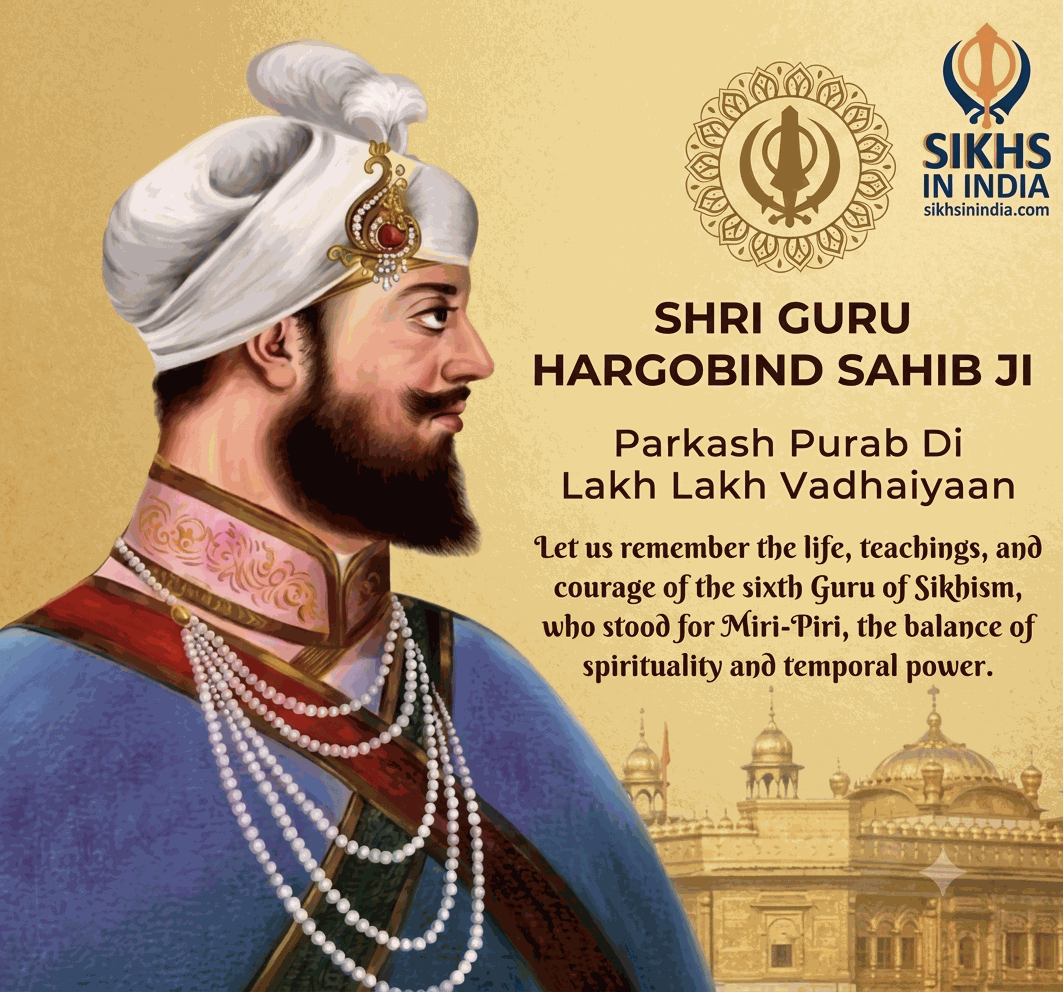 SIKHS
IN INDIA
sikhsinindia.com
SHRI GURU
HARGOBIND SAHIB JI
Parkash Purab Di
Lakh Lakh Vadhaiyaan
Let us remember the life, teachings, and
courage of the sixth Guru of Sikhism,
who stood for Miri-Piri, the balance of
spirituality and temporal power.